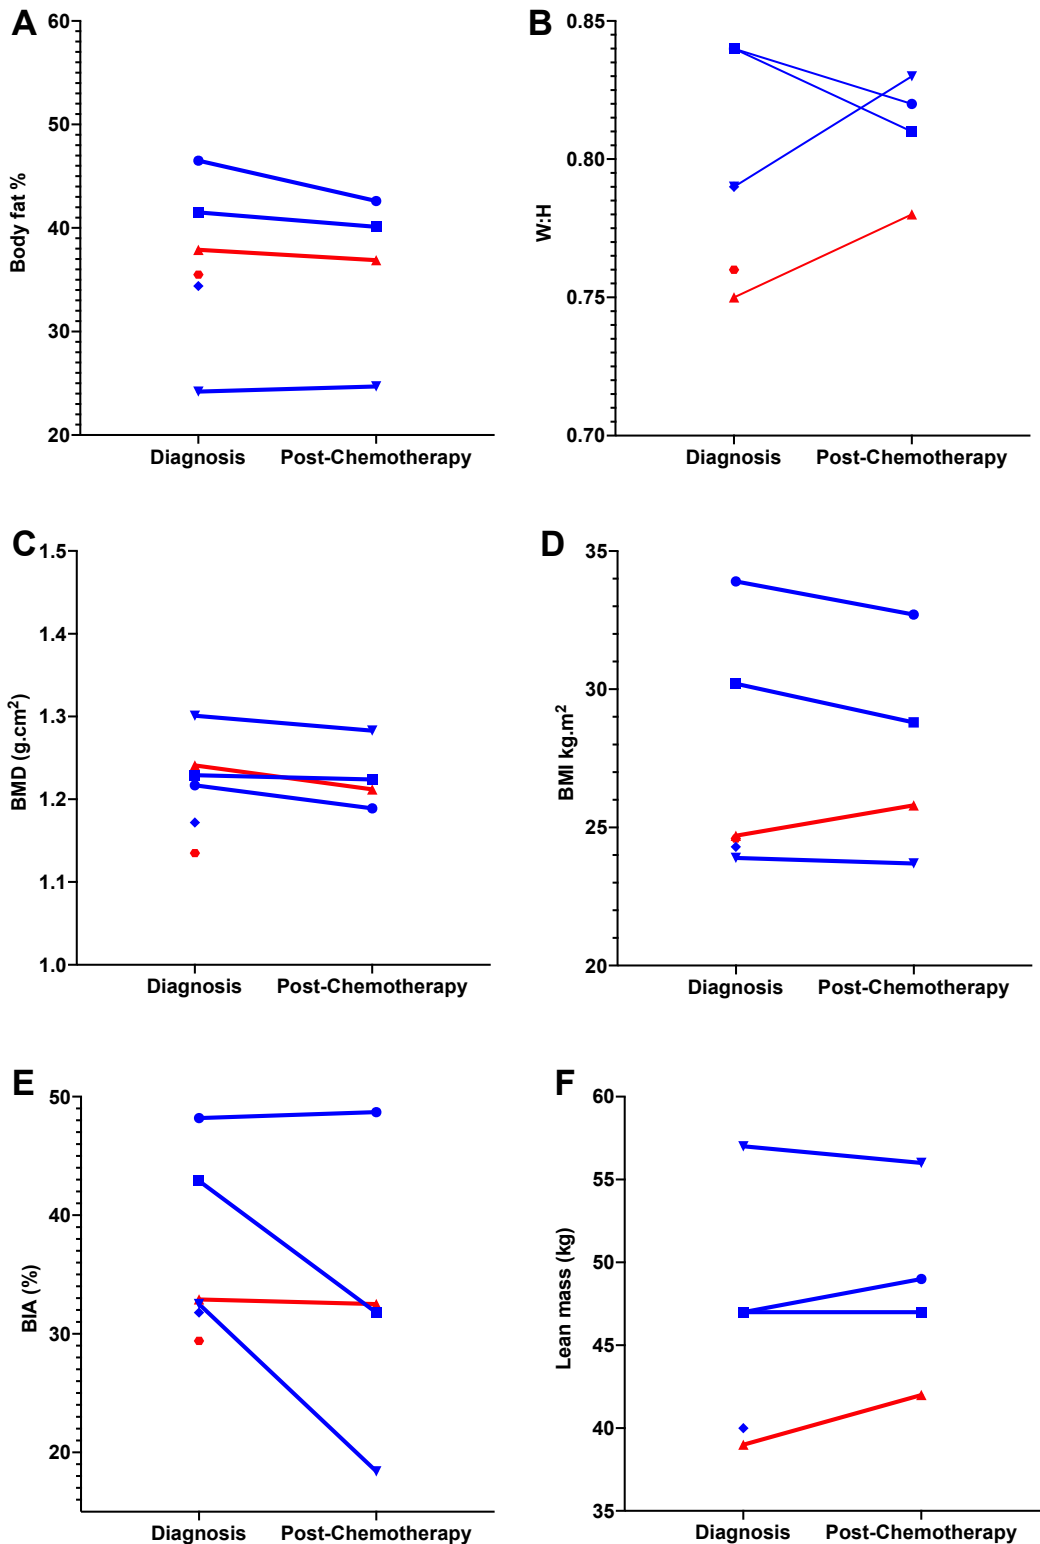 A
60
50
40
30
20
Body fat %
Diagnosis
Post-Chemotherapy
B
0.85
0.80
0.75
0.70
W:H
Diagnosis
Post-Chemotherapy
C
1.5
1.4
1.3
1.2
1.1
1.0
BMD (g.cm²)
Diagnosis
Post-Chemotherapy
D
35
30
25
20
BMI kg.m²
Diagnosis
Post-Chemotherapy
E
50
40
30
20
BIA (%)
Diagnosis
Post-Chemotherapy
F
60
55
50
45
40
35
Lean mass (kg)
Diagnosis
Post-Chemotherapy